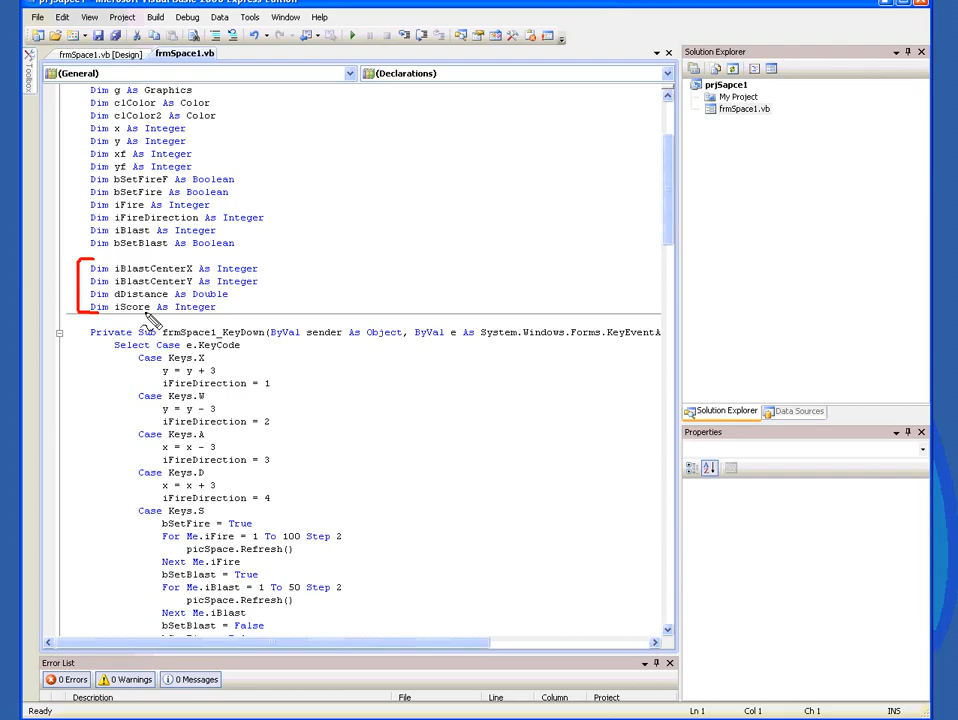 File Edit View Project Build Debug Data Tools Window Help
frmSpace1.vb [Design] frmSpace1.vb
Toolbox
(General) (Declarations)
Dim g As Graphics
Dim clColor As Color
Dim clColor2 As Color
Dim x As Integer
Dim y As Integer
Dim xf As Integer
Dim yf As Integer
Dim bSetFireF As Boolean
Dim bSetFire As Boolean
Dim iFire As Integer
Dim iFireDirection As Integer
Dim iBlast As Integer
Dim bSetBlast As Boolean
Dim iBlastCenterX As Integer
Dim iBlastCenterY As Integer
Dim dDistance As Double
Dim iScore As Integer
Private Sub frmSpace1_KeyDown(ByVal sender As Object, ByVal e As System.Windows.Forms.KeyEventA
Select Case e.KeyCode
Case Keys.X
y = y + 3
iFireDirection = 1
Case Keys.W
y = y - 3
iFireDirection = 2
Case Keys.A
x = x - 3
iFireDirection = 3
Case Keys.D
x = x + 3
iFireDirection = 4
Case Keys.S
bSetFire = True
For Me.iFire = 1 To 100 Step 2
picSpace.Refresh()
Next Me.iFire
bSetBlast = True
For Me.iBlast = 1 To 50 Step 2
picSpace.Refresh()
Next Me.iBlast
bSetBlast = False
Solution Explorer
prjSapce1
My Project
frmSpace1.vb
Solution Explorer Data Sources
Properties
Error List
0 Errors 0 Warnings 0 Messages
Description File Line Column Project
Ready Ln 1 Col 1 Ch 1 INS